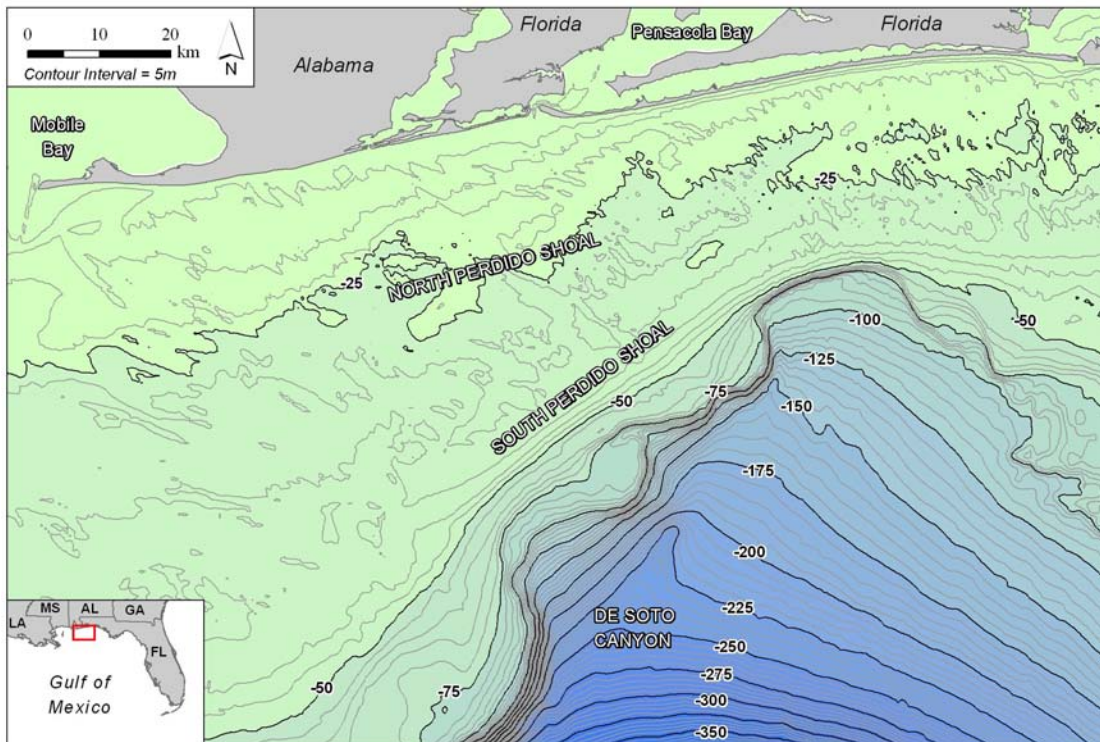 0 10 20
km
N
Contour Interval = 5m
Florida
Pensacola Bay
Florida
Alabama
Mobile
Bay
-25
-25
NORTH PERDIDO SHOAL
SOUTH PERDIDO SHOAL
-50
-100
-50
-125
-75
-150
-175
-200
DE SOTO
CANYON
-225
-250
-275
-300
-350
-50
-75
MS AL GA
LA
FL
Gulf of
Mexico